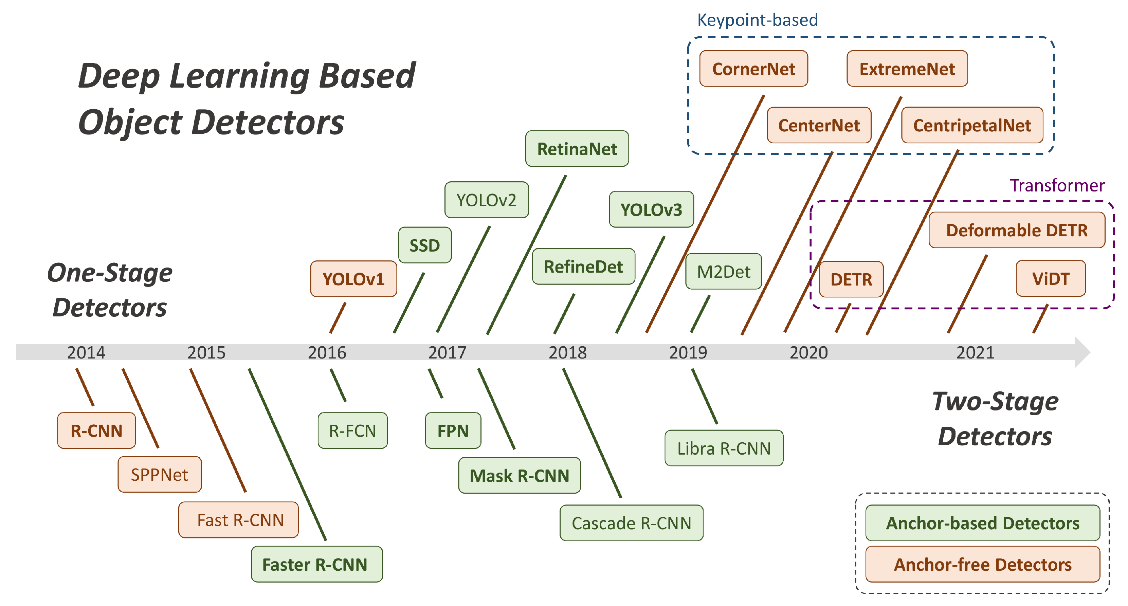 Keypoint-based
Deep Learning Based
Object Detectors
CornerNet
ExtremeNet
CenterNet
CentripetalNet
RetinaNet
Transformer
YOLOv2
YOLOv3
SSD
Deformable DETR
One-Stage
Detectors
YOLOv1
RefineDet
M2Det
DETR
ViDT
2014
2015
2016
2017
2018
2019
2020
2021
R-CNN
R-FCN
FPN
Two-Stage
Detectors
Libra R-CNN
SPPNet
Mask R-CNN
Fast R-CNN
Cascade R-CNN
Faster R-CNN
Anchor-based Detectors
Anchor-free Detectors